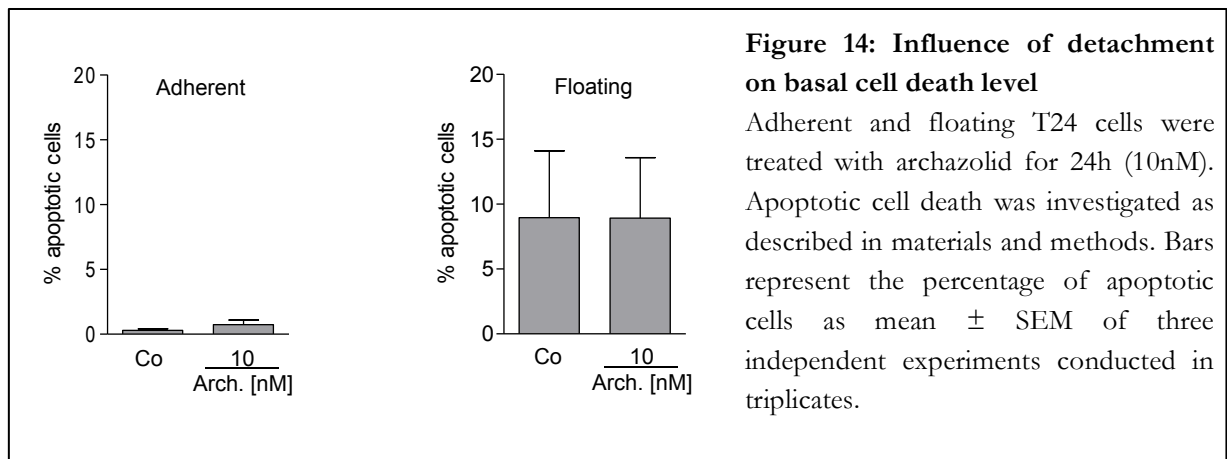 20
15
10
5
0
% apoptotic cells
Adherent
Co
10
Arch. [nM]
20
15
10
5
0
% apoptotic cells
Floating
Co
10
Arch. [nM]
Figure 14: Influence of detachment
on basal cell death level
Adherent and floating T24 cells were
treated with archazolid for 24h (10nM).
Apoptotic cell death was investigated as
described in materials and methods. Bars
represent the percentage of apoptotic
cells as mean ± SEM of three
independent experiments conducted in
triplicates.